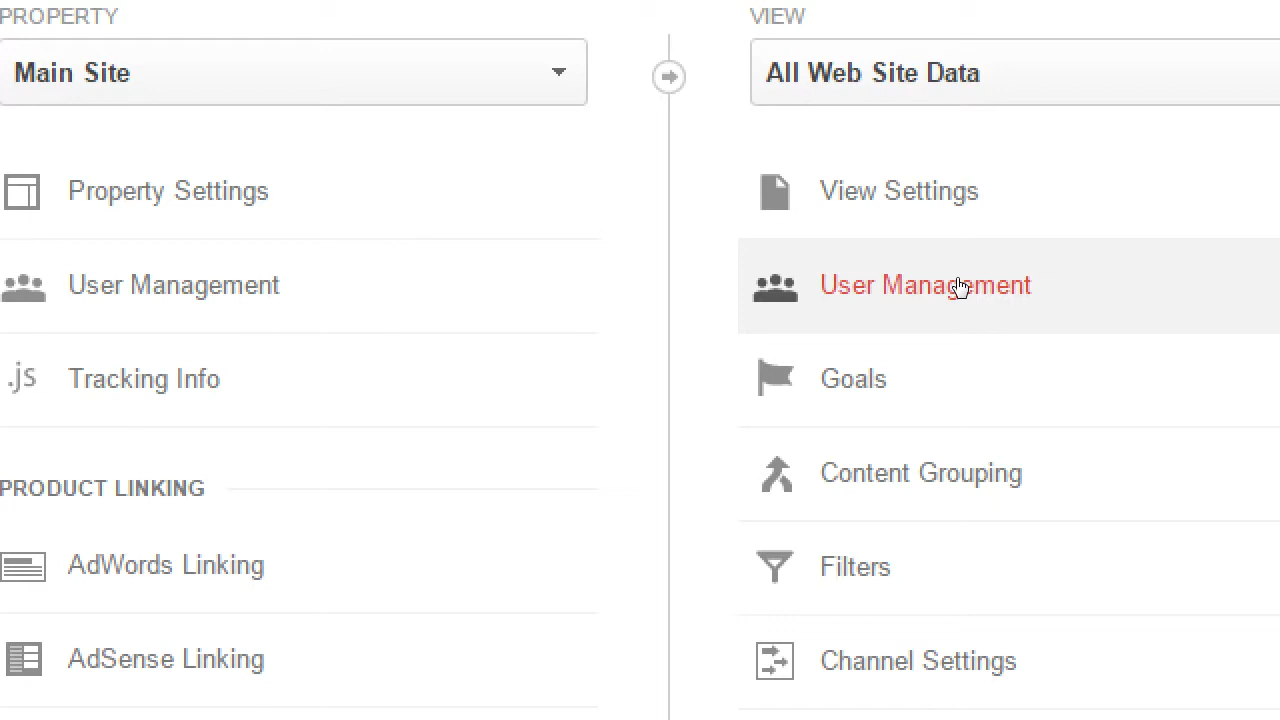 PROPERTY
Main Site
Property Settings
User Management
.js Tracking Info
PRODUCT LINKING
AdWords Linking
AdSense Linking
VIEW
All Web Site Data
View Settings
User Management
Goals
Content Grouping
Filters
Channel Settings